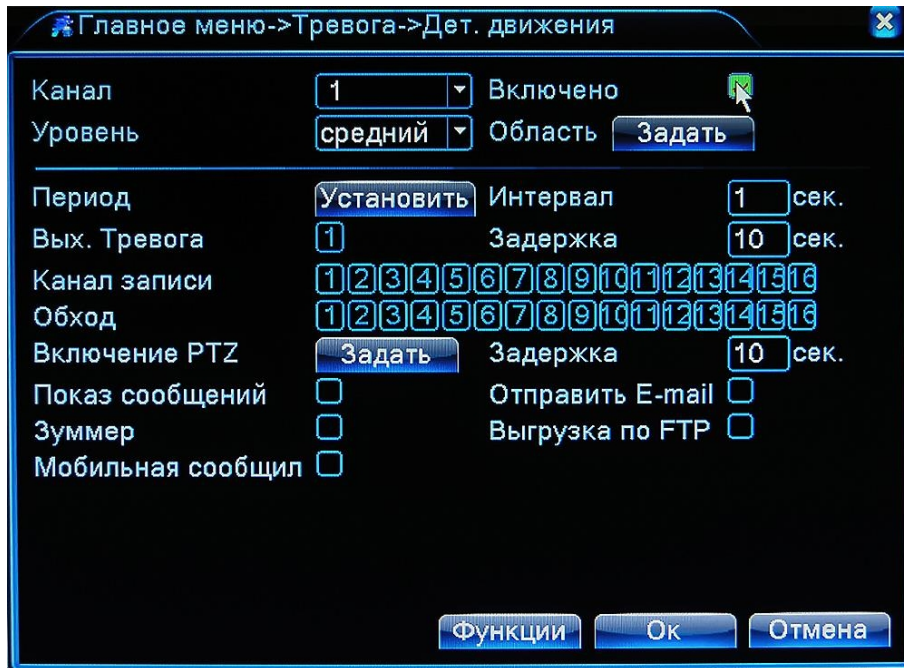 Главное меню->Тревога->Дет. движения
Канал 1 Включено
Уровень средний Область Задать
Период Установить Интервал 1 сек.
Вых. Тревога 1 Задержка 10 сек.
Канал записи 1 2 3 4 5 6 7 8 9 10 11 12 13 14 15 16
Обход 1 2 3 4 5 6 7 8 9 10 11 12 13 14 15 16
Включение PTZ Задать Задержка 10 сек.
Показ сообщений Отправить E-mail
Зуммер Выгрузка по FTP
Мобильная сообщил
Функции Ок Отмена